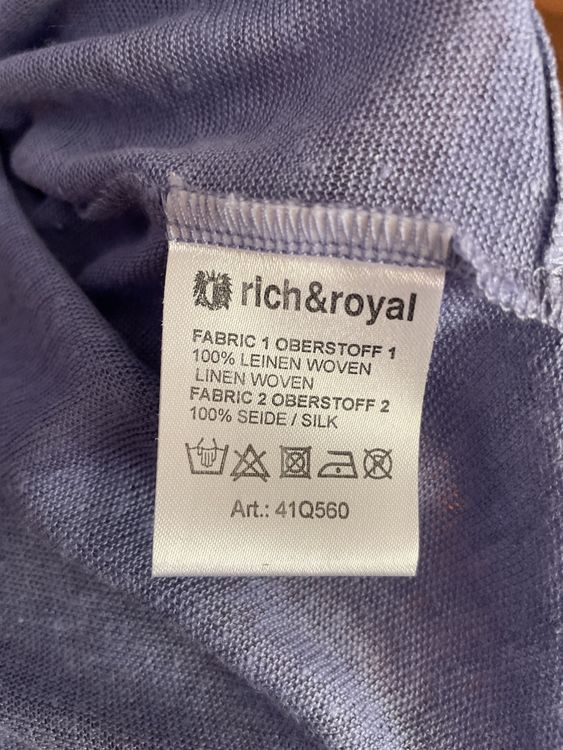 rich&royal
FABRIC 1 OBERSTOFF 1
100% LEINEN WOVEN
LINEN WOVEN
FABRIC 2 OBERSTOFF 2
100% SEIDE / SILK
Art.: 41Q560